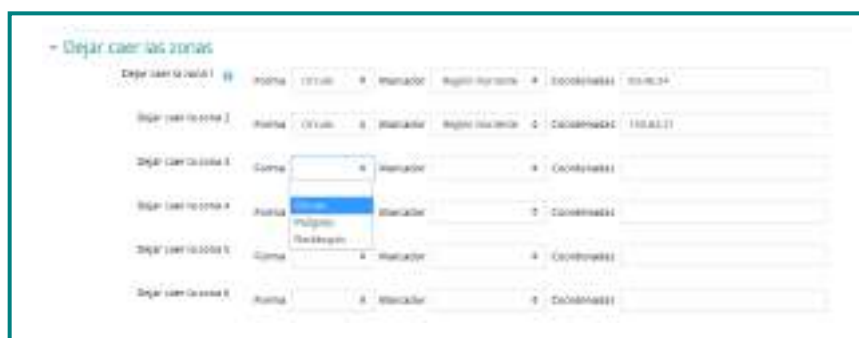 Dejar caer las zonas
Dejar caer la zona 1 Forma Círculo Marcador Coordenadas
Dejar caer la zona 2 Forma Círculo Marcador Coordenadas
Dejar caer la zona 3 Forma Marcador Coordenadas
Círculo
Dejar caer la zona 4 Forma Marcador Coordenadas
Polígono
Rectángulo
Dejar caer la zona 5 Forma Marcador Coordenadas
Dejar caer la zona 6 Forma Marcador Coordenadas